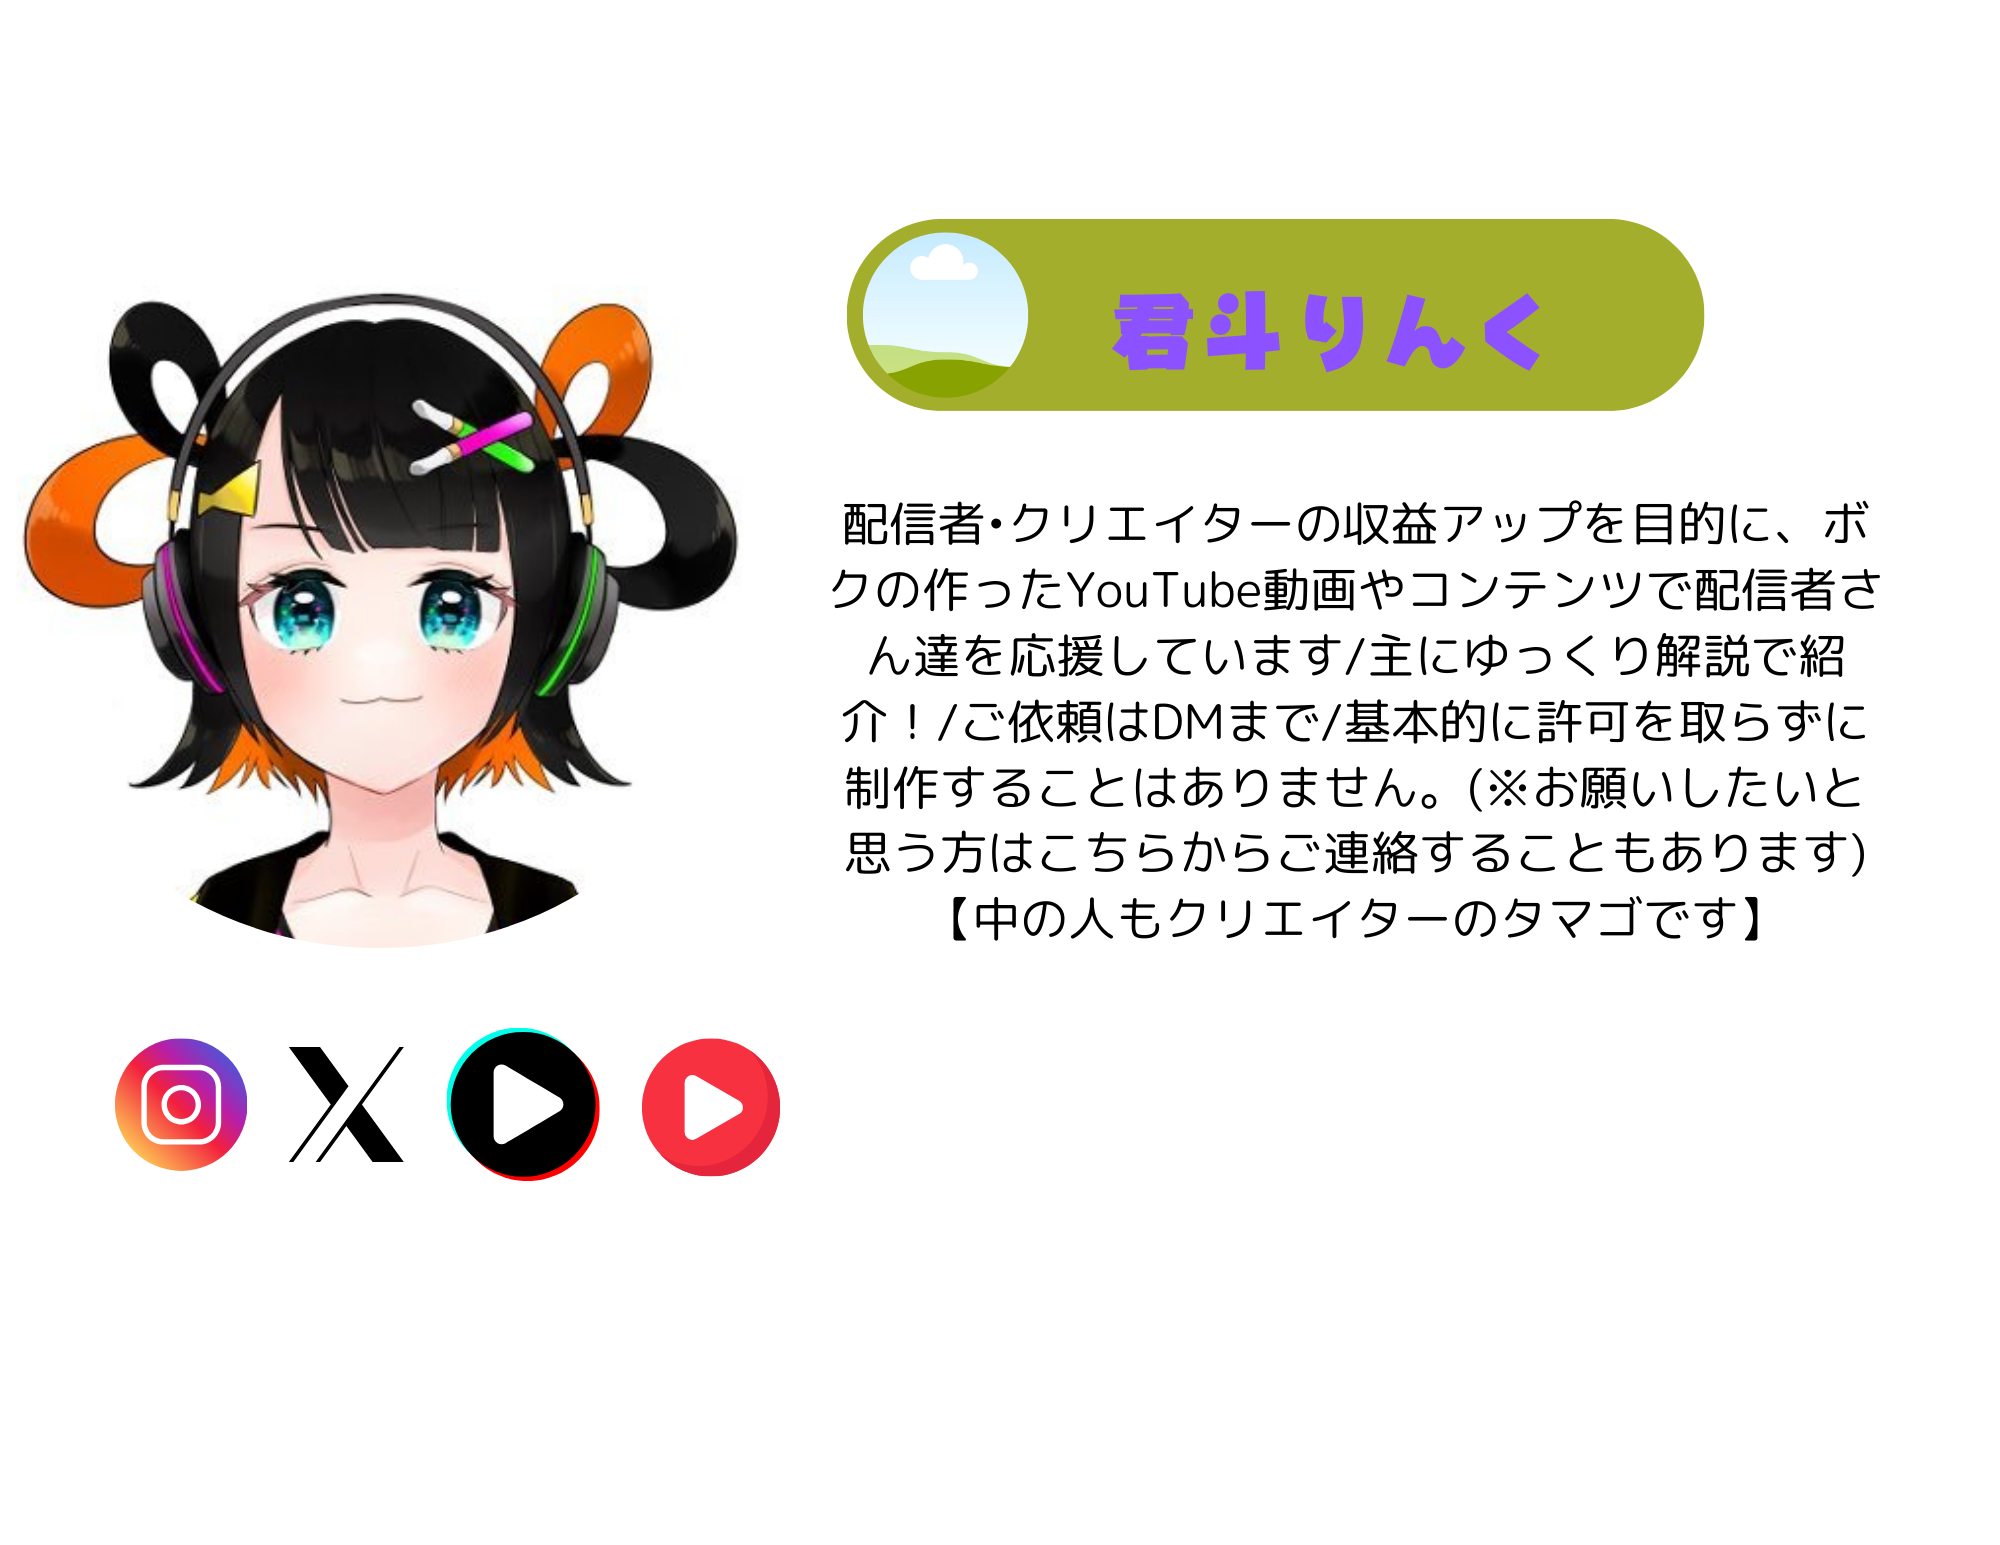 君斗りんく
配信者・クリエイターの収益アップを目的に、ボ
クの作ったYouTube動画やコンテンツで配信者さ
ん達を応援しています/主にゆっくり解説で紹
介！/ご依頼はDMまで/基本的に許可を取らずに
制作することはありません。(※お願いしたいと
思う方はこちらからご連絡することもあります)
【中の人もクリエイターのタマゴです】